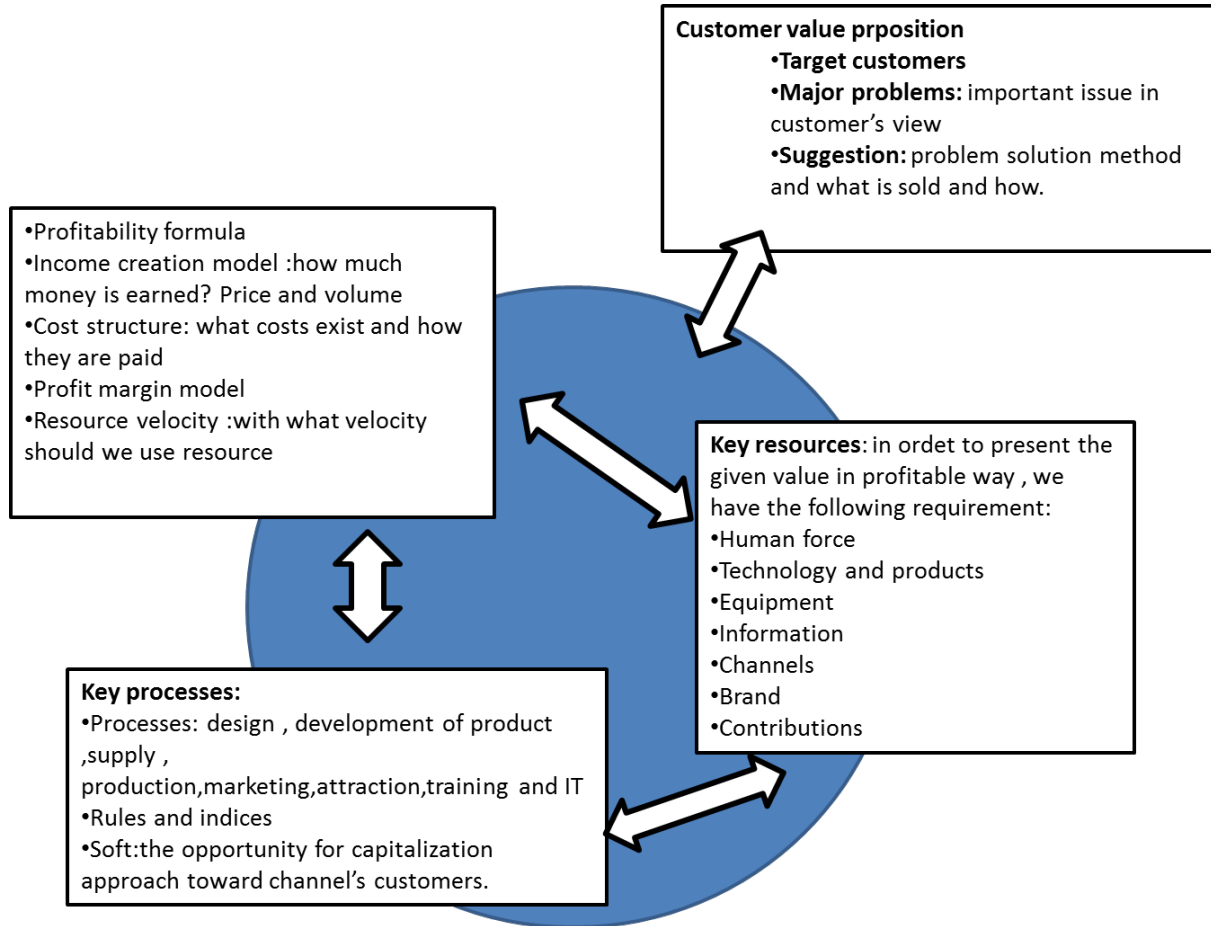 Customer value prposition
•Target customers
•Major problems: important issue in
customer’s view
•Suggestion: problem solution method
and what is sold and how.
•Profitability formula
•Income creation model :how much
money is earned? Price and volume
•Cost structure: what costs exist and how
they are paid
•Profit margin model
•Resource velocity :with what velocity
should we use resource
Key resources: in ordet to present the
given value in profitable way , we
have the following requirement:
•Human force
•Technology and products
•Equipment
•Information
•Channels
•Brand
•Contributions
Key processes:
•Processes: design , development of product
,supply ,
production,marketing,attraction,training and IT
•Rules and indices
•Soft:the opportunity for capitalization
approach toward channel’s customers.